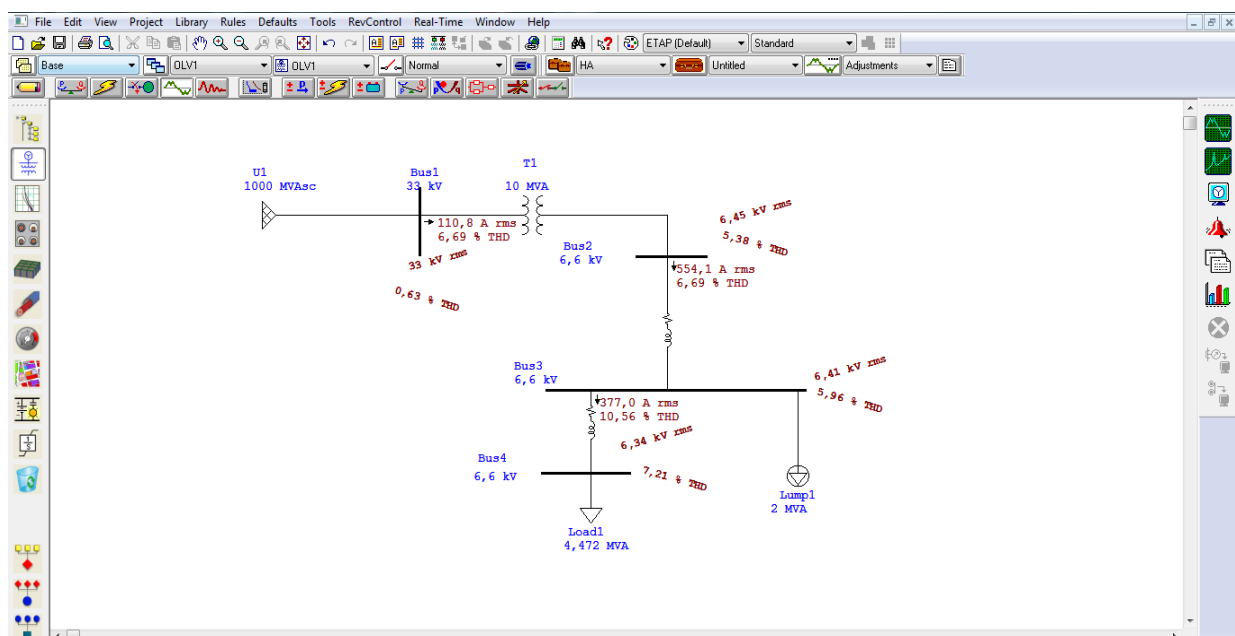 File Edit View Project Library Rules Defaults Tools RevControl Real-Time Window Help
ETAP (Default) Standard
Base OLV1 OLV1 Normal HA Untitled Adjustments
U1
1000 MVAsc
Bus1
33 kV
T1
10 MVA
110,8 A rms
6,69 % THD
33 kV rms
0,63 % THD
6,45 kV rms
5,38 % THD
Bus2
6,6 kV
554,1 A rms
6,69 % THD
Bus3
6,6 kV
6,41 kV rms
5,96 % THD
377,0 A rms
10,56 % THD
6,34 kV rms
7,21 % THD
Bus4
6,6 kV
Lump1
2 MVA
Load1
4,472 MVA